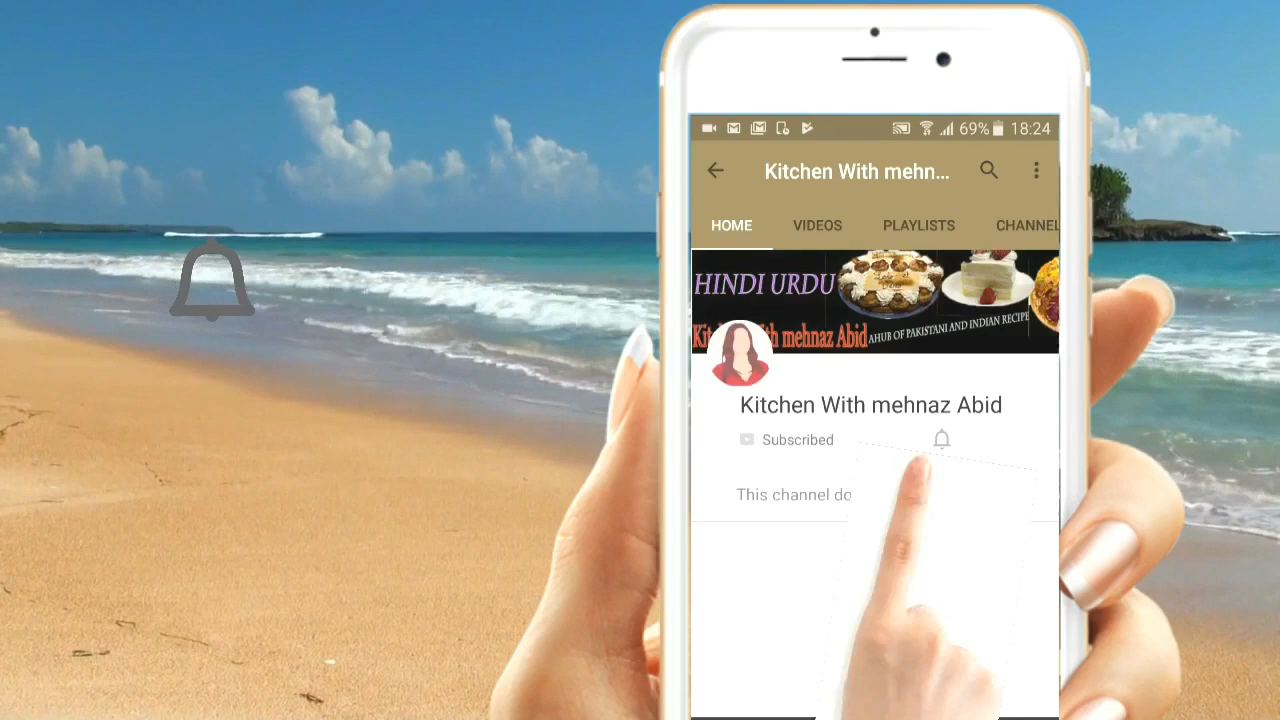 69% 18:24
Kitchen With mehn...
HOME VIDEOS PLAYLISTS CHANNEL
HINDI URDU
mehnaz Abid
AHUB OF PAKISTANI AND INDIAN RECIPE
Kitchen With mehnaz Abid
Subscribed
This channel do